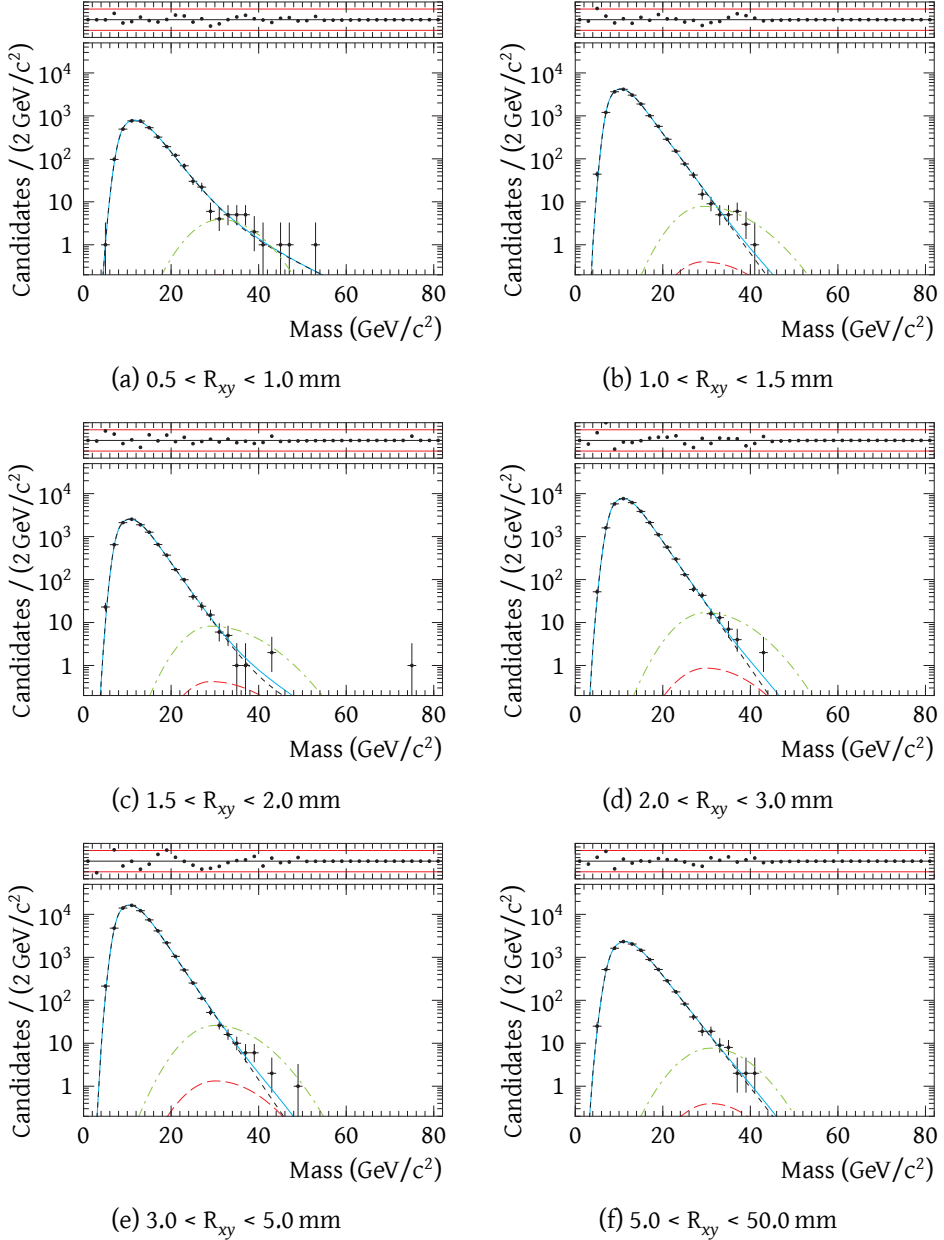 Candidates / (2 GeV/c²)
10⁴
10³
10²
10
1
0 20 40 60 80
Mass (GeV/c²)
(a) 0.5 < R_xy < 1.0 mm
Candidates / (2 GeV/c²)
10⁴
10³
10²
10
1
0 20 40 60 80
Mass (GeV/c²)
(b) 1.0 < R_xy < 1.5 mm
Candidates / (2 GeV/c²)
10⁴
10³
10²
10
1
0 20 40 60 80
Mass (GeV/c²)
(c) 1.5 < R_xy < 2.0 mm
Candidates / (2 GeV/c²)
10⁴
10³
10²
10
1
0 20 40 60 80
Mass (GeV/c²)
(d) 2.0 < R_xy < 3.0 mm
Candidates / (2 GeV/c²)
10⁴
10³
10²
10
1
0 20 40 60 80
Mass (GeV/c²)
(e) 3.0 < R_xy < 5.0 mm
Candidates / (2 GeV/c²)
10⁴
10³
10²
10
1
0 20 40 60 80
Mass (GeV/c²)
(f) 5.0 < R_xy < 50.0 mm